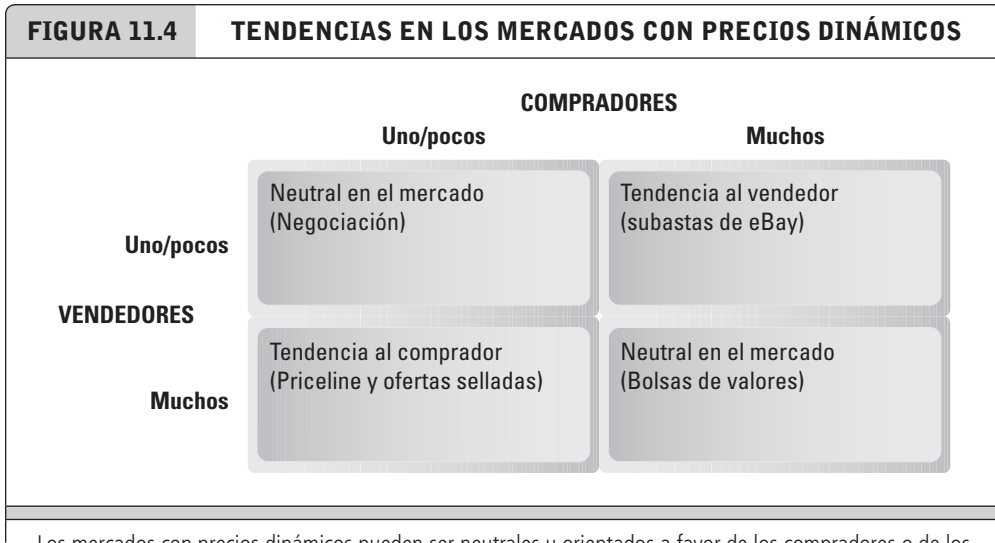 FIGURA 11.4 TENDENCIAS EN LOS MERCADOS CON PRECIOS DINÁMICOS
COMPRADORES
Uno/pocos Muchos
Neutral en el mercado
(Negociación)
Tendencia al vendedor
(subastas de eBay)
Uno/pocos
VENDEDORES
Tendencia al comprador
(Priceline y ofertas selladas)
Neutral en el mercado
(Bolsas de valores)
Muchos
Los mercados con precios dinámicos pueden ser neutrales u orientados a favor de los compradores o de los